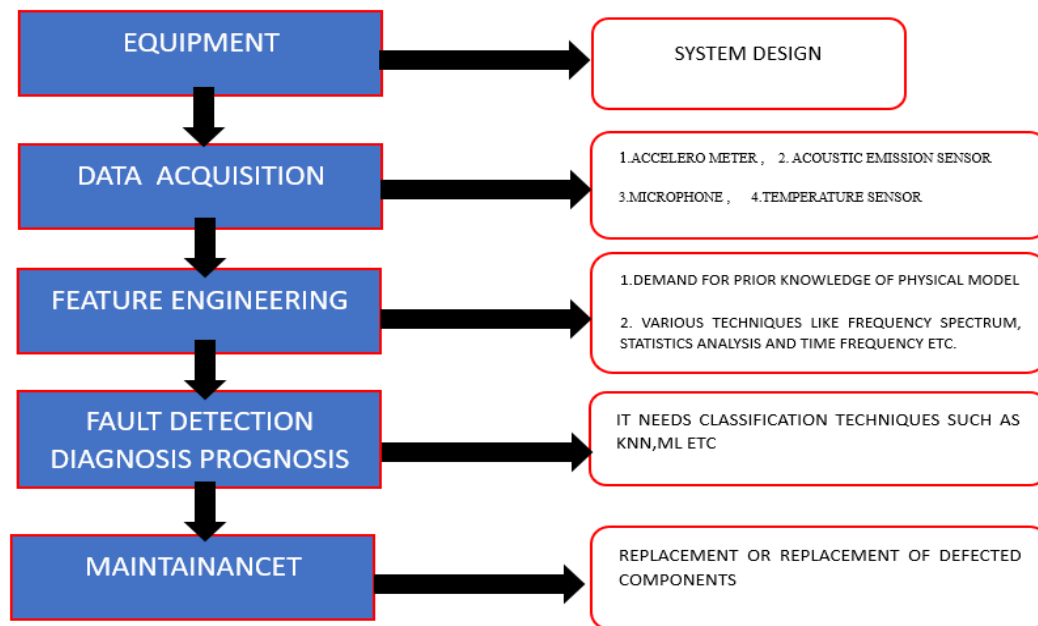 EQUIPMENT
SYSTEM DESIGN
DATA ACQUISITION
1.ACCELERO METER , 2. ACOUSTIC EMISSION SENSOR
3.MICROPHONE , 4.TEMPERATURE SENSOR
FEATURE ENGINEERING
1.DEMAND FOR PRIOR KNOWLEDGE OF PHYSICAL MODEL
2. VARIOUS TECHNIQUES LIKE FREQUENCY SPECTRUM,
STATISTICS ANALYSIS AND TIME FREQUENCY ETC.
FAULT DETECTION
DIAGNOSIS PROGNOSIS
IT NEEDS CLASSIFICATION TECHNIQUES SUCH AS
KNN,ML ETC
MAINTAINANCET
REPLACEMENT OR REPLACEMENT OF DEFECTED
COMPONENTS